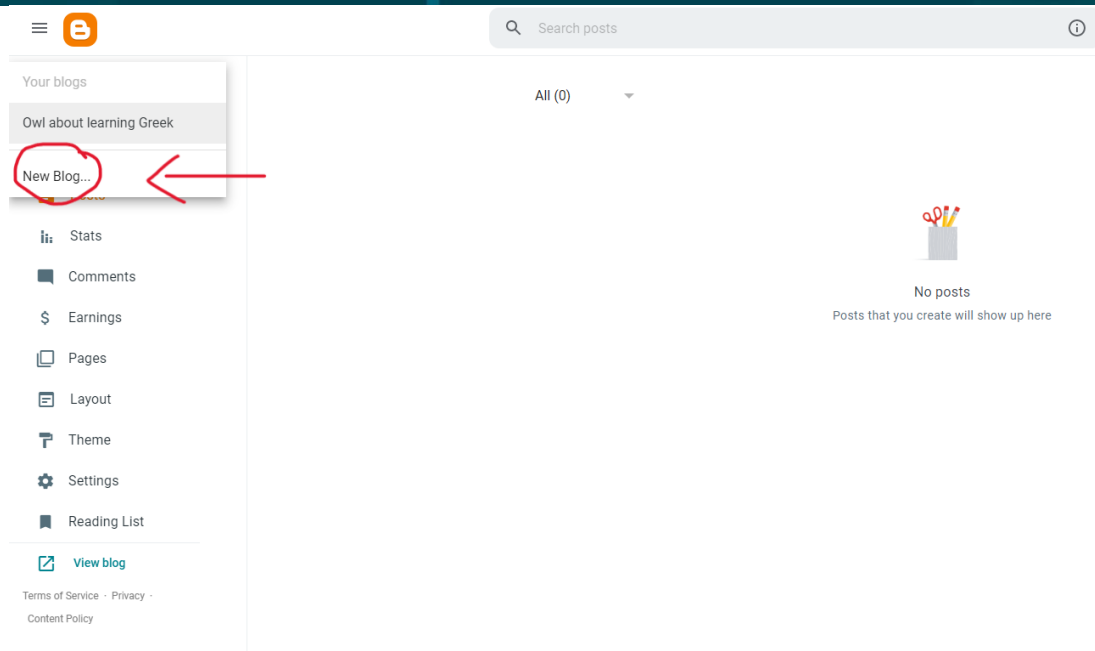 Search posts
Your blogs
Owl about learning Greek
New Blog...
Posts
Stats
Comments
Earnings
Pages
Layout
Theme
Settings
Reading List
View blog
Terms of Service · Privacy ·
Content Policy
All (0)
No posts
Posts that you create will show up here